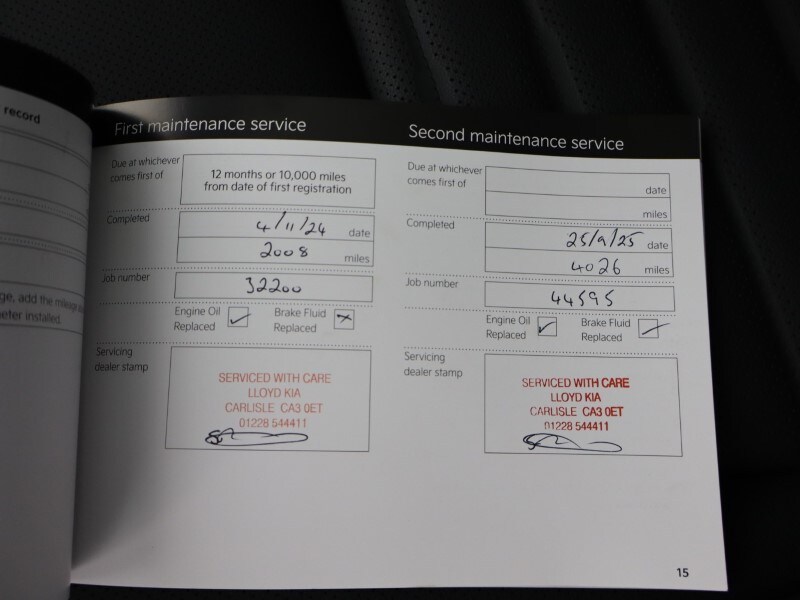 record
ge, add the mileage
eter installed.
First maintenance service
Due at whichever
comes first of
12 months or 10,000 miles
from date of first registration
Completed
4/11/24 date
2008 miles
Job number
32200
Engine Oil
Replaced
Brake Fluid
Replaced
Servicing
dealer stamp
SERVICED WITH CARE
LLOYD KIA
CARLISLE CA3 0ET
01228 544411
Second maintenance service
Due at whichever
comes first of
date
miles
Completed
25/9/25 date
4026 miles
Job number
44595
Engine Oil
Replaced
Brake Fluid
Replaced
Servicing
dealer stamp
SERVICED WITH CARE
LLOYD KIA
CARLISLE CA3 0ET
01228 544411
15